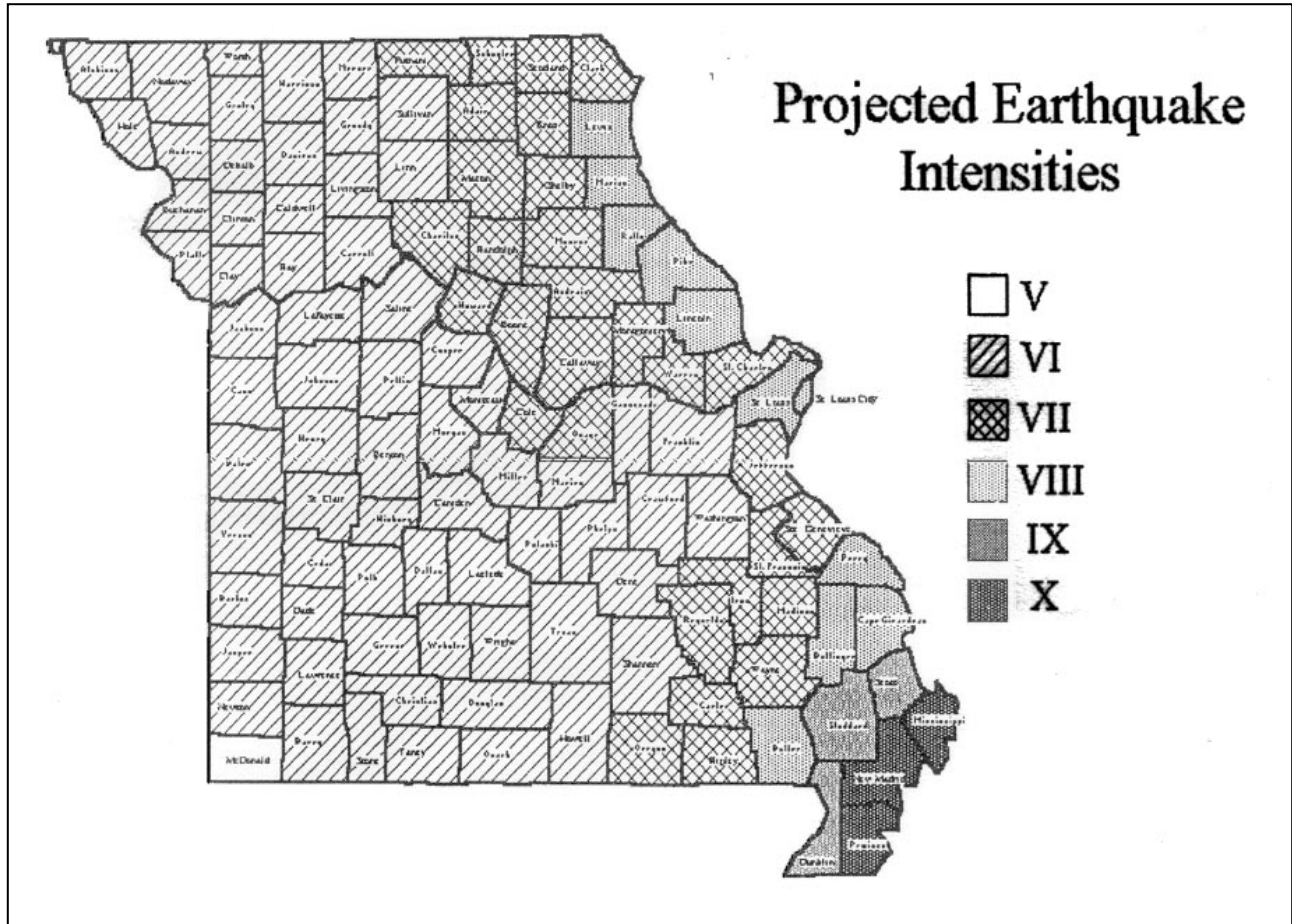 Projected Earthquake
Intensities
V
VI
VII
VIII
IX
X
Worth
Mercer
Putnam
Schuyler
Scotland
Clark
Nodaway
Harrison
Gentry
Sullivan
Adair
Knox
Lewis
Holt
Grundy
Andrew
Dekalb
Daviess
Linn
Macon
Shelby
Marion
Livingston
Buchanan
Clinton
Caldwell
Chariton
Randolph
Monroe
Ralls
Platte
Clay
Ray
Carroll
Pike
Audrain
Howard
Boone
Saline
Lafayette
Jackson
Lincoln
Montgomery
Cooper
Callaway
Warren
St. Charles
Cass
Johnson
Pettis
Moniteau
Cole
Osage
Gasconade
St. Louis
St. Louis City
Henry
Benton
Morgan
Franklin
Jefferson
Bates
Miller
Maries
St. Clair
Camden
Crawford
Washington
Ste. Genevieve
Hickory
Vernon
Pulaski
Phelps
Cedar
Polk
Dallas
Laclede
Dent
St. Francois
Perry
Barton
Dade
Iron
Madison
Reynolds
Cape Girardeau
Bollinger
Greene
Webster
Wright
Texas
Shannon
Jasper
Lawrence
Wayne
Scott
Christian
Douglas
Carter
Newton
Stoddard
Mississippi
Barry
Stone
Taney
Ozark
Howell
Oregon
Ripley
Butler
McDonald
New Madrid
Dunklin
Pemiscot